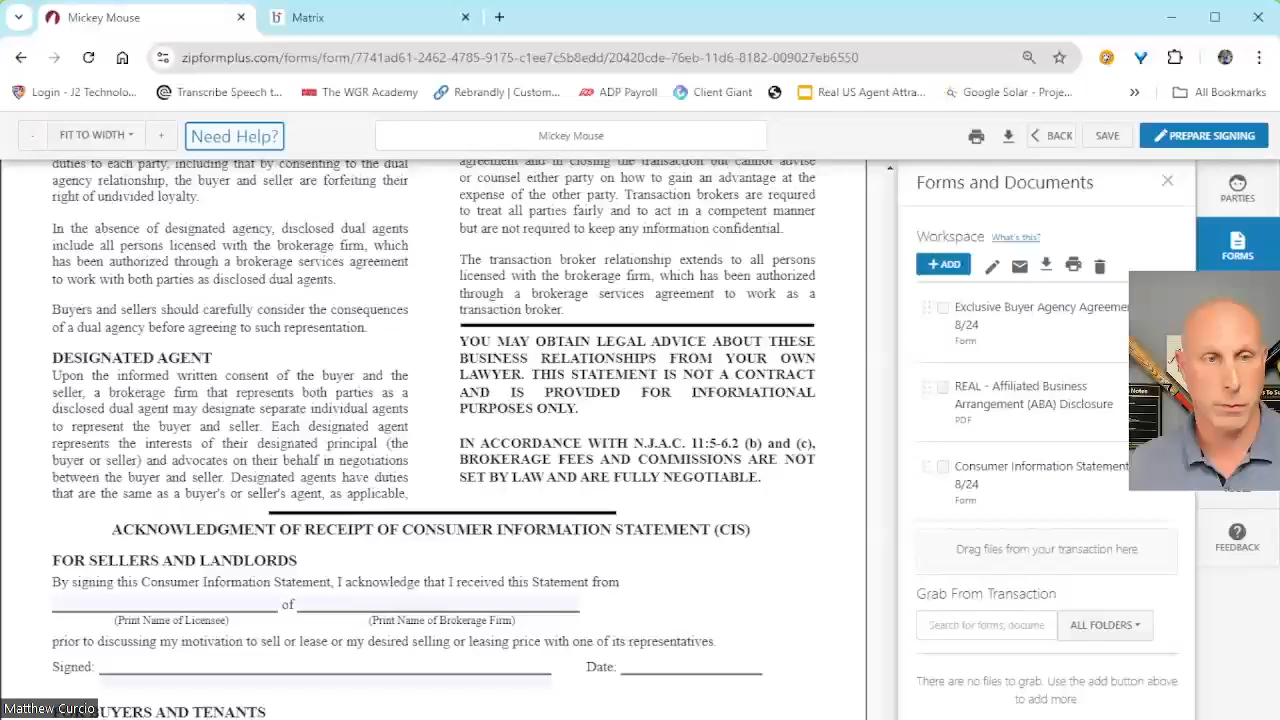 Mickey Mouse
Matrix
zipformplus.com/forms/form/7741ad61-2462-4785-9175-c1ee7c5b8edd/20420cde-76eb-11d6-8182-009027eb6550
Login - J2 Technolo...
Transcribe Speech t...
The WGR Academy
Rebrandly | Custom...
ADP Payroll
Client Giant
Real US Agent Attra...
Google Solar - Proje...
All Bookmarks
FIT TO WIDTH
Need Help?
Mickey Mouse
BACK
SAVE
PREPARE SIGNING
duties to each party, including that by consenting to the dual
agency relationship, the buyer and seller are forfeiting their
right of undivided loyalty.
In the absence of designated agency, disclosed dual agents
include all persons licensed with the brokerage firm, which
has been authorized through a brokerage services agreement
to work with both parties as disclosed dual agents.
Buyers and sellers should carefully consider the consequences
of a dual agency before agreeing to such representation.
DESIGNATED AGENT
Upon the informed written consent of the buyer and the
seller, a brokerage firm that represents both parties as a
disclosed dual agent may designate separate individual agents
to represent the buyer and seller. Each designated agent
represents the interests of their designated principal (the
buyer or seller) and advocates on their behalf in negotiations
between the buyer and seller. Designated agents have duties
that are the same as a buyer's or seller's agent, as applicable,
agreement and in closing the transaction but cannot advise
or counsel either party on how to gain an advantage at the
expense of the other party. Transaction brokers are required
to treat all parties fairly and to act in a competent manner
but are not required to keep any information confidential.
The transaction broker relationship extends to all persons
licensed with the brokerage firm, which has been authorized
through a brokerage services agreement to work as a
transaction broker.
YOU MAY OBTAIN LEGAL ADVICE ABOUT THESE
BUSINESS RELATIONSHIPS FROM YOUR OWN
LAWYER. THIS STATEMENT IS NOT A CONTRACT
AND IS PROVIDED FOR INFORMATIONAL
PURPOSES ONLY.
IN ACCORDANCE WITH N.J.A.C. 11:5-6.2 (b) and (c),
BROKERAGE FEES AND COMMISSIONS ARE NOT
SET BY LAW AND ARE FULLY NEGOTIABLE.
ACKNOWLEDGMENT OF RECEIPT OF CONSUMER INFORMATION STATEMENT (CIS)
FOR SELLERS AND LANDLORDS
By signing this Consumer Information Statement, I acknowledge that I received this Statement from
of
(Print Name of Licensee) (Print Name of Brokerage Firm)
prior to discussing my motivation to sell or lease or my desired selling or leasing price with one of its representatives.
Signed: Date:
BUYERS AND TENANTS
Matthew Curcio
Forms and Documents
Workspace What's this?
+ ADD
Exclusive Buyer Agency Agreeme
8/24
Form
REAL - Affiliated Business
Arrangement (ABA) Disclosure
PDF
Consumer Information Statement
8/24
Form
Drag files from your transaction here
Grab From Transaction
Search for forms, docume
ALL FOLDERS
There are no files to grab. Use the add button above
to add more.
PARTIES
FORMS
FEEDBACK